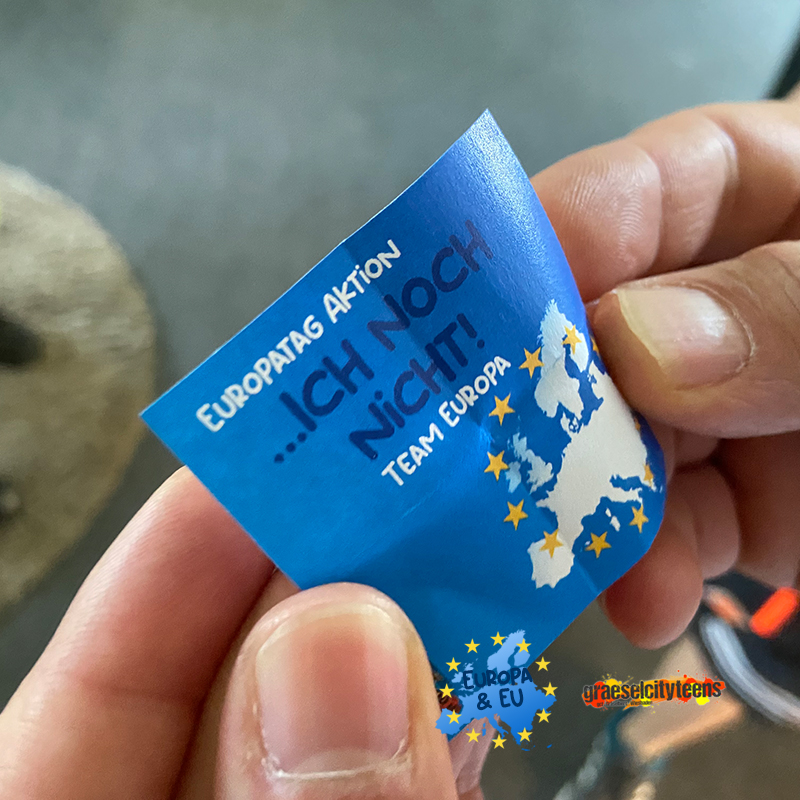 EUROPATAG AKTION
...ICH NOCH
NICHT!
TEAM EUROPA
EUROPA
& EU
graeselcityteens